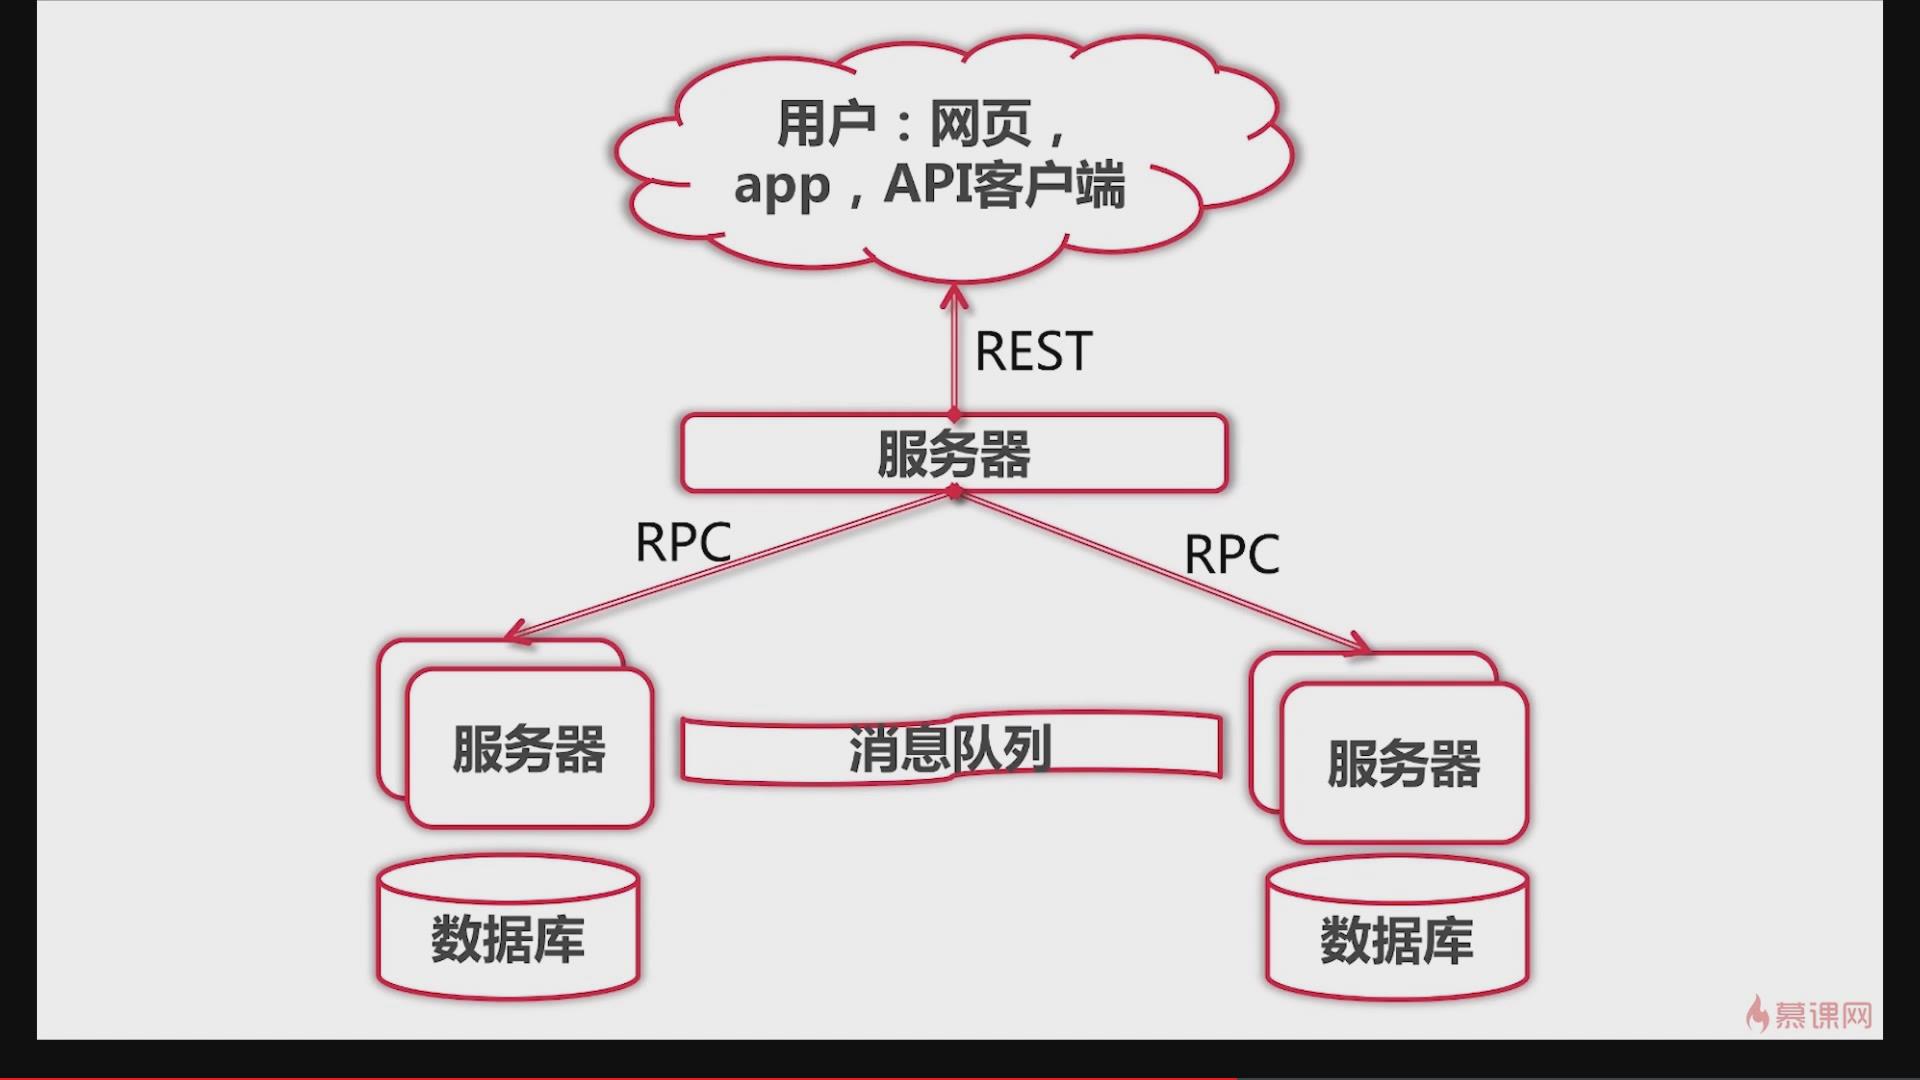 用户：网页，
app，API客户端
REST
服务器
RPC
RPC
服务器
消息队列
服务器
数据库
数据库
慕课网